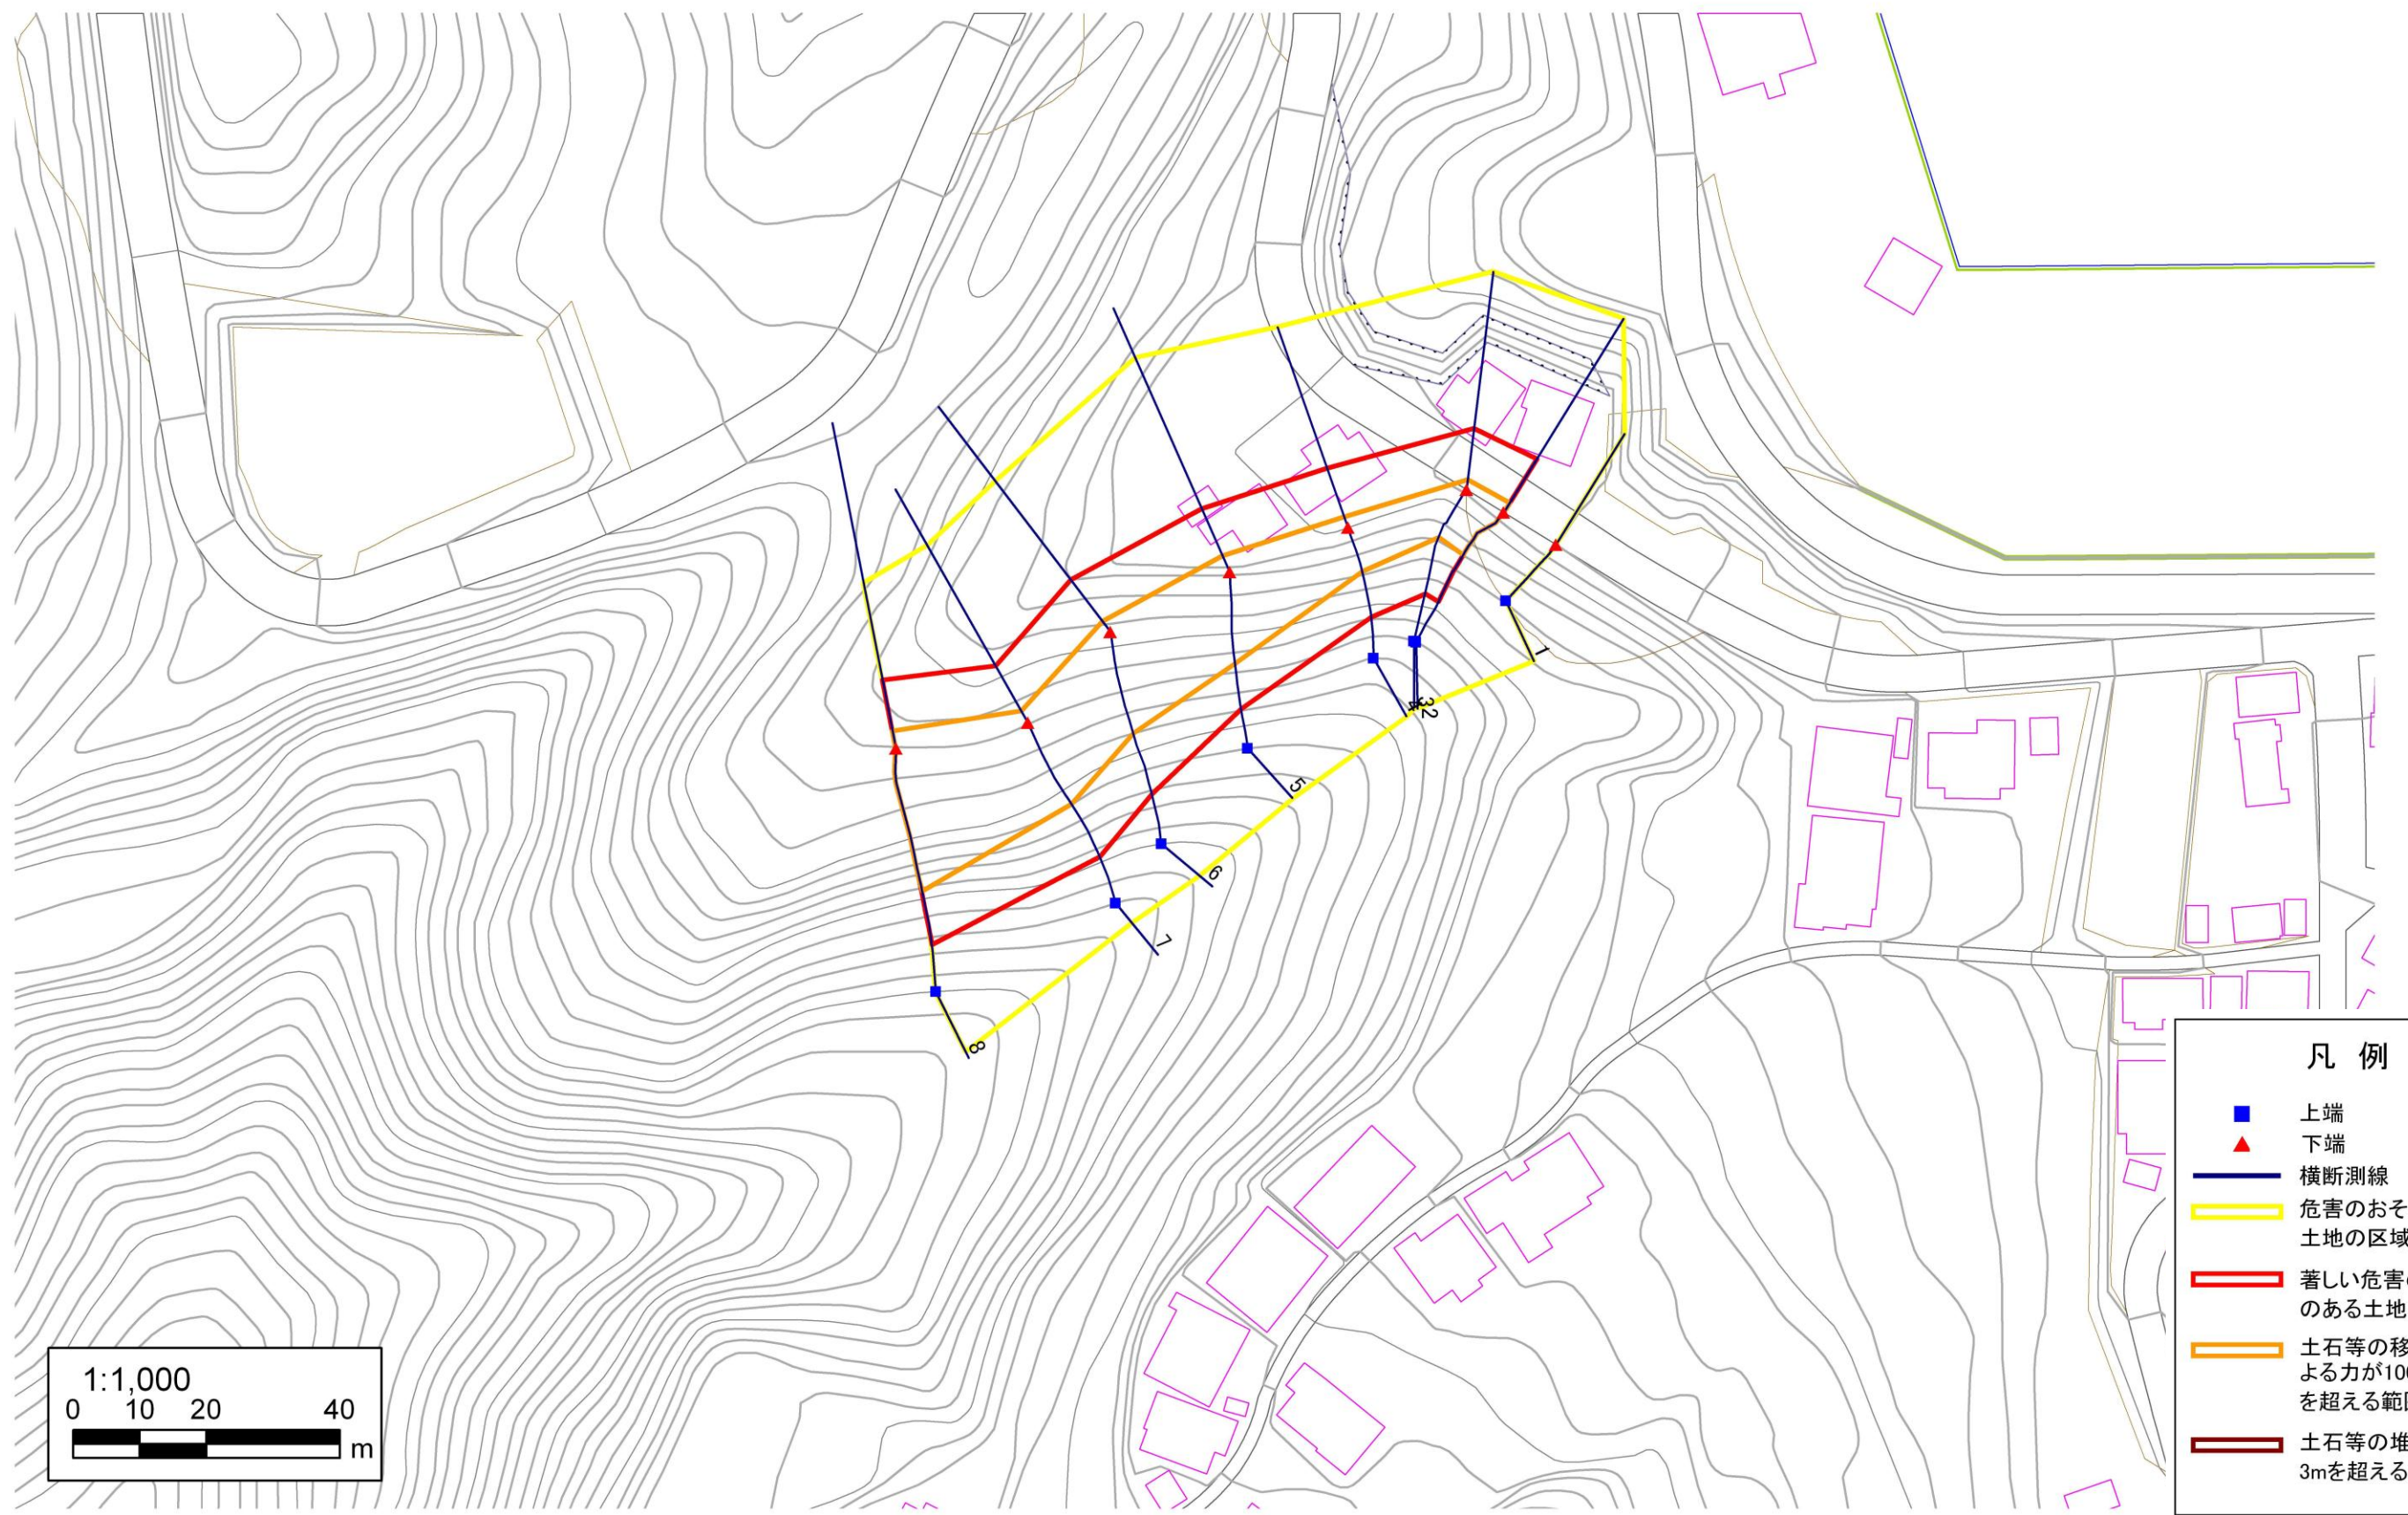 1
2
3
4
5
6
7
8
凡 例
上端
下端
横断測線
危害のおそ
土地の区域
著しい危害
のある土地
土石等の移
よる力が100
を超える範
土石等の堆
3mを超える
1:1,000
0 10 20 40
m